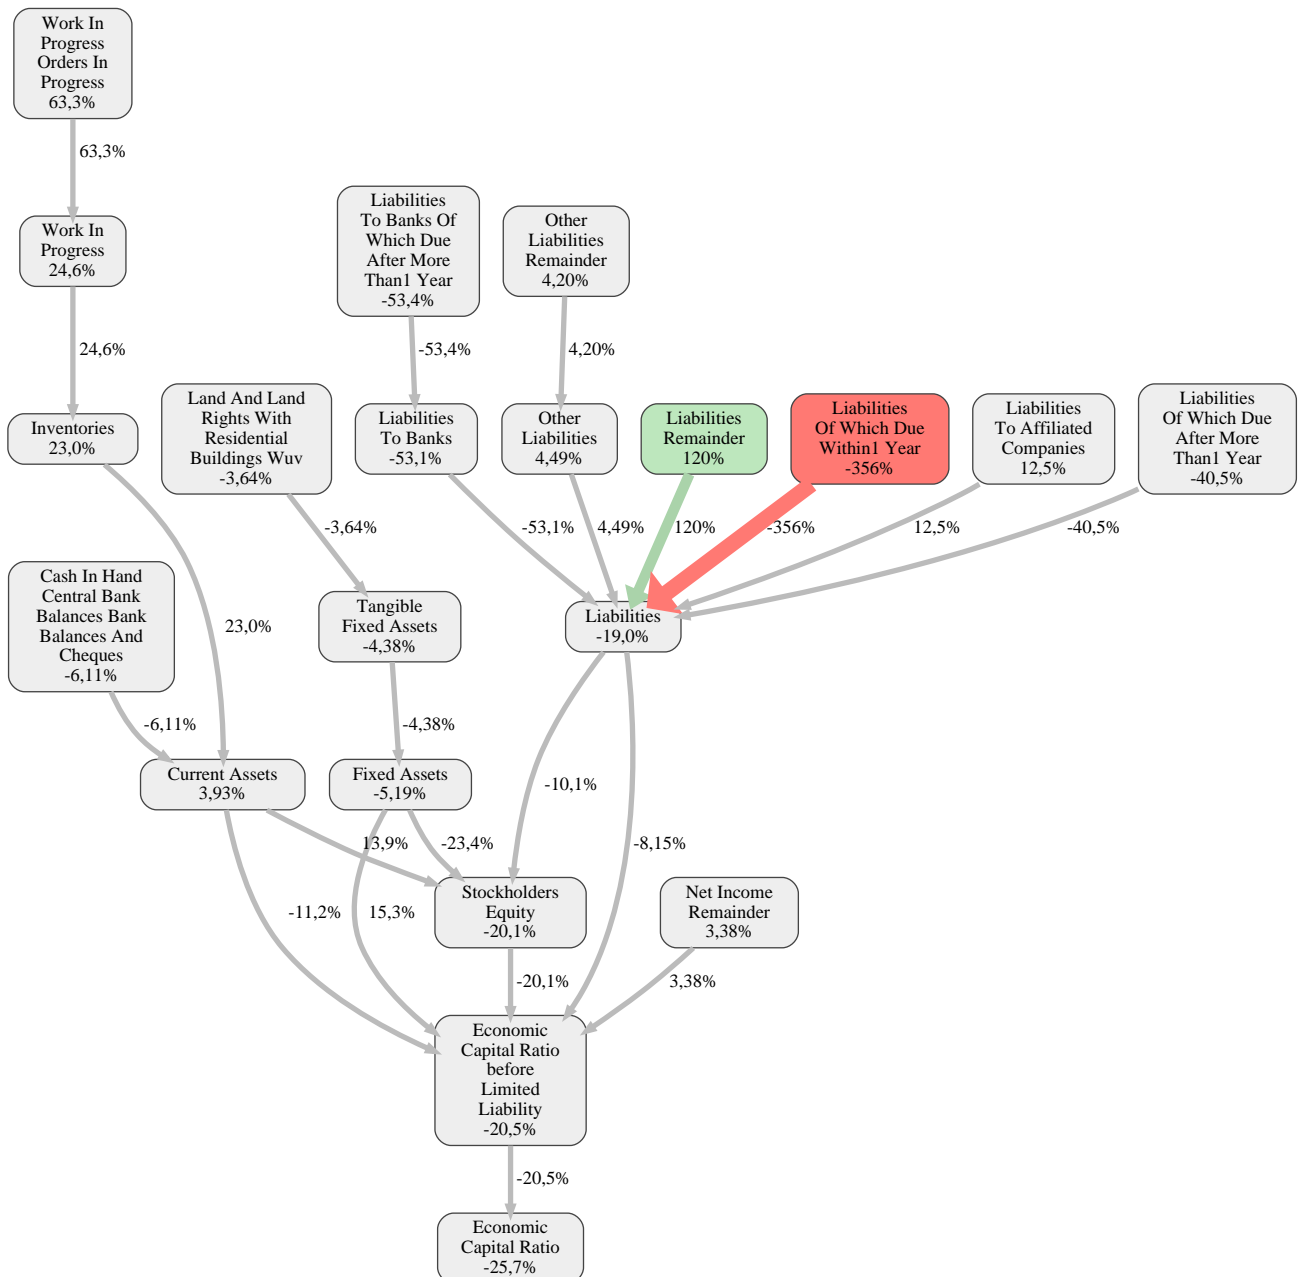 Work In
Progress
Orders In
Progress
63,3%
63,3%
Work In
Progress
24,6%
Liabilities
To Banks Of
Which Due
After More
Than1 Year
-53,4%
Other
Liabilities
Remainder
4,20%
24,6%
-53,4%
4,20%
Inventories
23,0%
Land And Land
Rights With
Residential
Buildings Wuv
-3,64%
Liabilities
To Banks
-53,1%
Other
Liabilities
4,49%
Liabilities
Remainder
120%
Liabilities
Of Which Due
Within1 Year
-356%
Liabilities
To Affiliated
Companies
12,5%
Liabilities
Of Which Due
After More
Than1 Year
-40,5%
-3,64%
-53,1%
4,49%
120%
-356%
12,5%
-40,5%
Cash In Hand
Central Bank
Balances Bank
Balances And
Cheques
-6,11%
23,0%
Tangible
Fixed Assets
-4,38%
Liabilities
-19,0%
-6,11%
-4,38%
Current Assets
3,93%
Fixed Assets
-5,19%
-10,1%
13,9%
-23,4%
-8,15%
-11,2%
15,3%
Stockholders
Equity
-20,1%
Net Income
Remainder
3,38%
-20,1%
3,38%
Economic
Capital Ratio
before
Limited
Liability
-20,5%
-20,5%
Economic
Capital Ratio
-25,7%